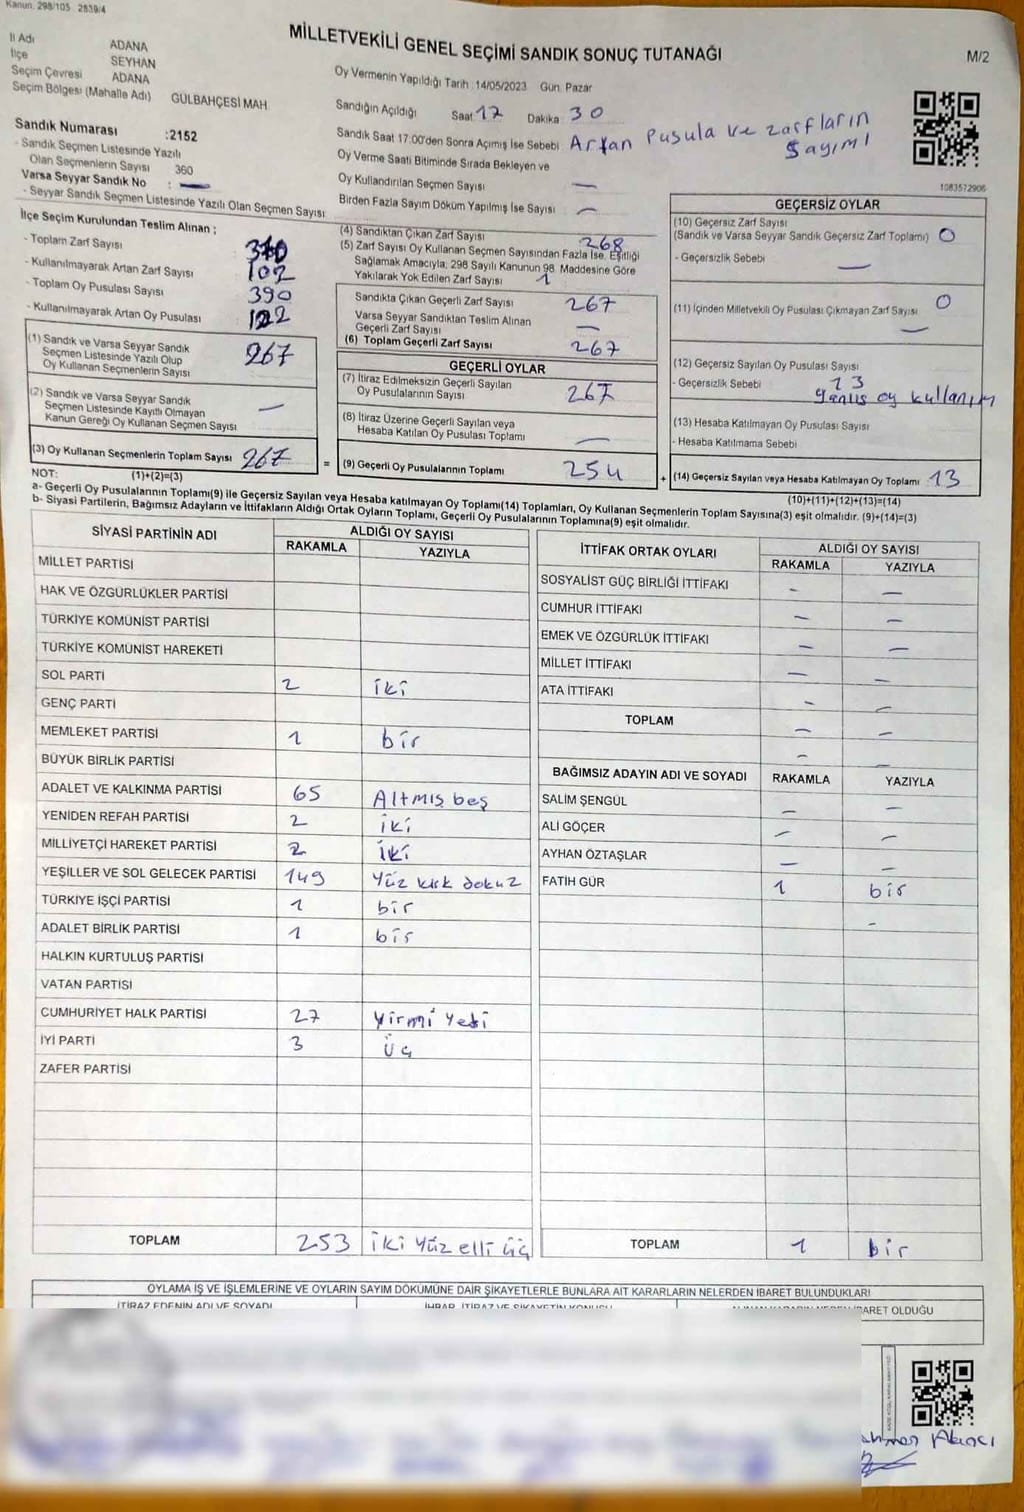 Kanun. 298/105 2839/4
MİLLETVEKİLİ GENEL SEÇİMİ SANDIK SONUÇ TUTANAĞI
M/2
İl Adı ADANA
İlçe SEYHAN
Seçim Çevresi ADANA
Seçim Bölgesi (Mahalle Adı) GÜLBAHÇESİ MAH
Sandık Numarası :2152
- Sandık Seçmen Listesinde Yazılı
Olan Seçmenlerin Sayısı 360
Varsa Seyyar Sandık No : —
- Seyyar Sandık Seçmen Listesinde Yazılı Olan Seçmen Sayısı
Oy Vermenin Yapıldığı Tarih :14/05/2023 Gün: Pazar
Sandığın Açıldığı Saat 17 Dakika 30
Sandık Saat 17:00'den Sonra Açımış İse Sebebi Artan Pusula ve zarfların
sayımı
Oy Verme Saati Bitiminde Sırada Bekleyen ve
Oy Kullandırılan Seçmen Sayısı —
Birden Fazla Sayım Döküm Yapılmış İse Sayısı —
1083572906
İlçe Seçim Kurulundan Teslim Alınan ;
- Toplam Zarf Sayısı 370
- Kullanılmayarak Artan Zarf Sayısı 102
- Toplam Oy Pusulası Sayısı 390
- Kullanılmayarak Artan Oy Pusulası 122
(1) Sandık ve Varsa Seyyar Sandık
Seçmen Listesinde Yazılı Olup
Oy Kullanan Seçmenlerin Sayısı 267
(2) Sandık ve Varsa Seyyar Sandık
Seçmen Listesinde Kayıtlı Olmayan
Kanun Gereği Oy Kullanan Seçmen Sayısı —
(3) Oy Kullanan Seçmenlerin Toplam Sayısı 267
(1)+(2)=(3)
(4) Sandıktan Çıkan Zarf Sayısı 268
(5) Zarf Sayısı Oy Kullanan Seçmen Sayısından Fazla İse, Eşitliği
Sağlamak Amacıyla; 298 Sayılı Kanunun 98. Maddesine Göre
Yakılarak Yok Edilen Zarf Sayısı 1
Sandıkta Çıkan Geçerli Zarf Sayısı 267
Varsa Seyyar Sandıktan Teslim Alınan
Geçerli Zarf Sayısı —
(6) Toplam Geçerli Zarf Sayısı 267
GEÇERLİ OYLAR
(7) İtiraz Edilmeksizin Geçerli Sayılan
Oy Pusulalarının Sayısı 267
(8) İtiraz Üzerine Geçerli Sayılan veya
Hesaba Katılan Oy Pusulası Toplamı —
= (9) Geçerli Oy Pusulalarının Toplamı 254
GEÇERSİZ OYLAR
(10) Geçersiz Zarf Sayısı
(Sandık ve Varsa Seyyar Sandık Geçersiz Zarf Toplamı) 0
- Geçersizlik Sebebi —
(11) İçinden Milletvekili Oy Pusulası Çıkmayan Zarf Sayısı 0
—
(12) Geçersiz Sayılan Oy Pusulası Sayısı
- Geçersizlik Sebebi 13
yanlış oy kullanım
(13) Hesaba Katılmayan Oy Pusulası Sayısı
- Hesaba Katılmama Sebebi
+ (14) Geçersiz Sayılan veya Hesaba Katılmayan Oy Toplamı 13
(10)+(11)+(12)+(13)=(14)
NOT:
a- Geçerli Oy Pusulalarının Toplamı(9) ile Geçersiz Sayılan veya Hesaba katılmayan Oy Toplamı(14) Toplamları, Oy Kullanan Seçmenlerin Toplam Sayısına(3) eşit olmalıdır. (9)+(14)=(3)
b- Siyasi Partilerin, Bağımsız Adayların ve İttifakların Aldığı Ortak Oyların Toplamı, Geçerli Oy Pusulalarının Toplamına(9) eşit olmalıdır.
SİYASİ PARTİNİN ADI ALDIĞI OY SAYISI
RAKAMLA YAZIYLA
MİLLET PARTİSİ
HAK VE ÖZGÜRLÜKLER PARTİSİ
TÜRKİYE KOMÜNİST PARTİSİ
TÜRKİYE KOMÜNİST HAREKETİ
SOL PARTİ 2 iki
GENÇ PARTİ
MEMLEKET PARTİSİ 1 bir
BÜYÜK BİRLİK PARTİSİ
ADALET VE KALKINMA PARTİSİ 65 Altmış beş
YENİDEN REFAH PARTİSİ 2 iki
MİLLİYETÇİ HAREKET PARTİSİ 2 iki
YEŞİLLER VE SOL GELECEK PARTİSİ 149 Yüz kırk dokuz
TÜRKİYE İŞÇİ PARTİSİ 1 bir
ADALET BİRLİK PARTİSİ 1 bir
HALKIN KURTULUŞ PARTİSİ
VATAN PARTİSİ
CUMHURİYET HALK PARTİSİ 27 yirmi yedi
İYİ PARTİ 3 üç
ZAFER PARTİSİ
TOPLAM 253 iki yüz elli üç
İTTİFAK ORTAK OYLARI ALDIĞI OY SAYISI
RAKAMLA YAZIYLA
SOSYALİST GÜÇ BİRLİĞİ İTTİFAKI — —
CUMHUR İTTİFAKI — —
EMEK VE ÖZGÜRLÜK İTTİFAKI — —
MİLLET İTTİFAKI — —
ATA İTTİFAKI — —
TOPLAM — —
— —
BAĞIMSIZ ADAYIN ADI VE SOYADI RAKAMLA YAZIYLA
SALİM ŞENGÜL — —
ALİ GÖÇER — —
AYHAN ÖZTAŞLAR — —
FATİH GÜR 1 bir
—
TOPLAM 1 bir
OYLAMA İŞ VE İŞLEMLERİNE VE OYLARIN SAYIM DÖKÜMÜNE DAİR ŞİKAYETLERLE BUNLARA AİT KARARLARIN NELERDEN İBARET BULUNDUKLARI
İTİRAZ EDENİN ADI VE SOYADI
İBARET OLDUĞU